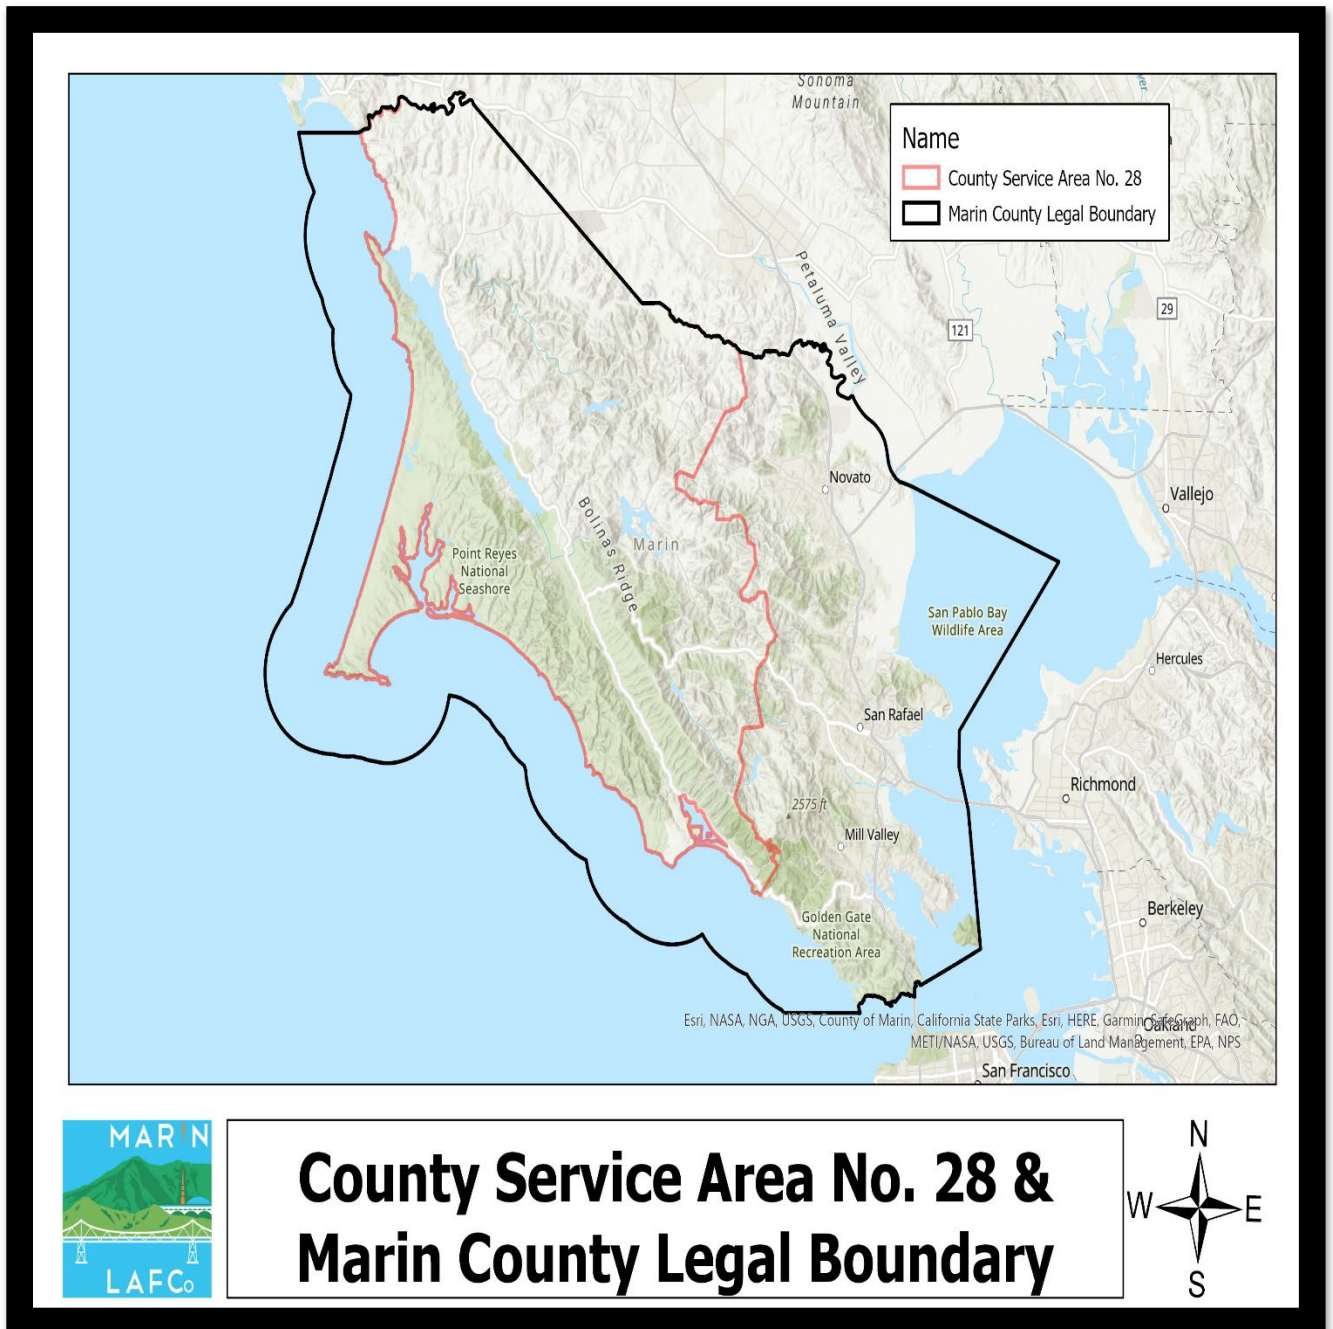 Sonoma
Mountain
Name
County Service Area No. 28
Marin County Legal Boundary
Petaluma Valley
121
29
Novato
Vallejo
Bolinas Ridge
Marin
Point Reyes
National
Seashore
San Pablo Bay
Wildlife Area
Hercules
San Rafael
Richmond
2575 ft
Mill Valley
Berkeley
Golden Gate
National
Recreation Area
Esri, NASA, NGA, USGS, County of Marin, California State Parks, Esri, HERE, Garmin, SafeGraph, FAO,
METI/NASA, USGS, Bureau of Land Management, EPA, NPS
Oakland
San Francisco
MARIN
LAFCo
County Service Area No. 28 &
Marin County Legal Boundary
N
W
E
S